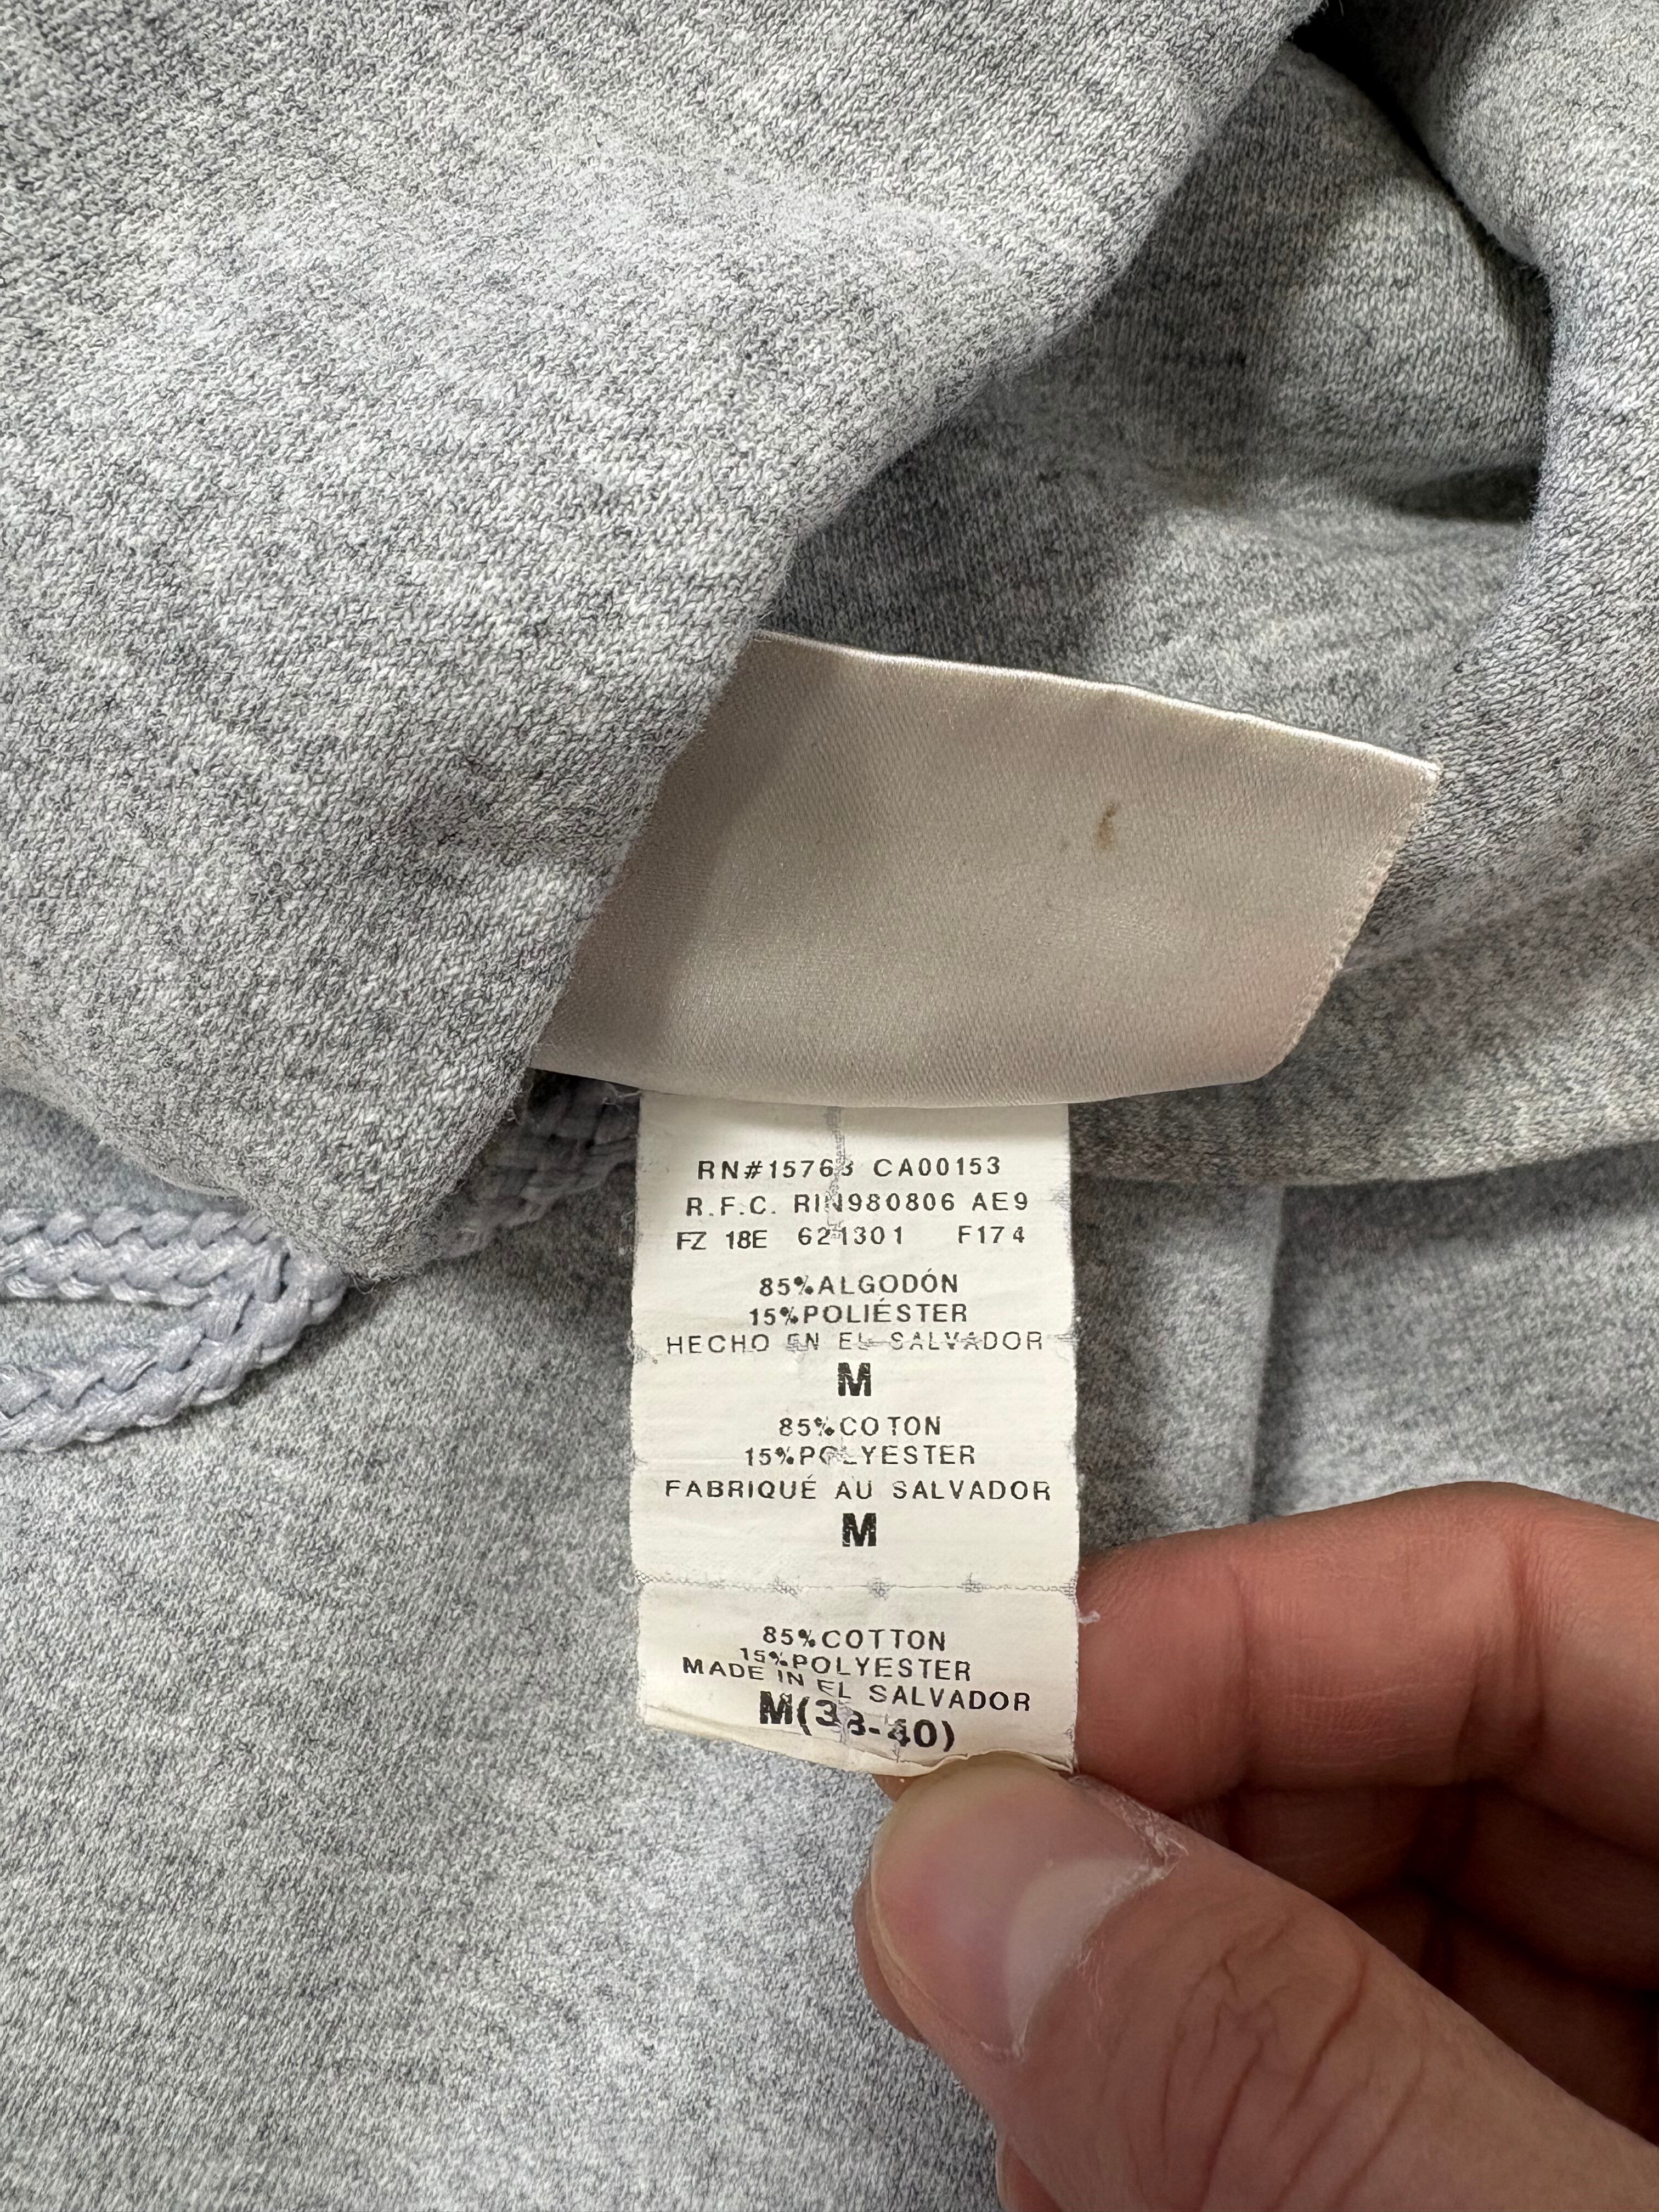 RN#15763 CA00153
R.F.C. RIN980806 AE9
FZ 18E 621301 F174
85%ALGODÓN
15%POLIÉSTER
HECHO EN EL SALVADOR
M
85%COTON
15%POLYESTER
FABRIQUÉ AU SALVADOR
M
85%COTTON
15%POLYESTER
MADE IN EL SALVADOR
M(38-40)